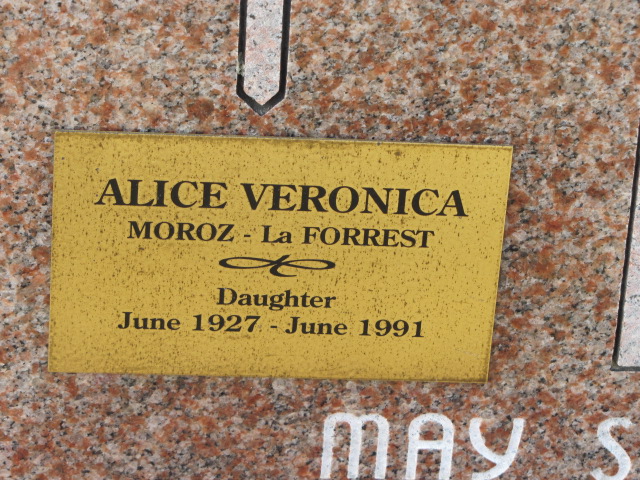 ALICE VERONICA
MOROZ - La FORREST
Daughter
June 1927 - June 1991
MAY